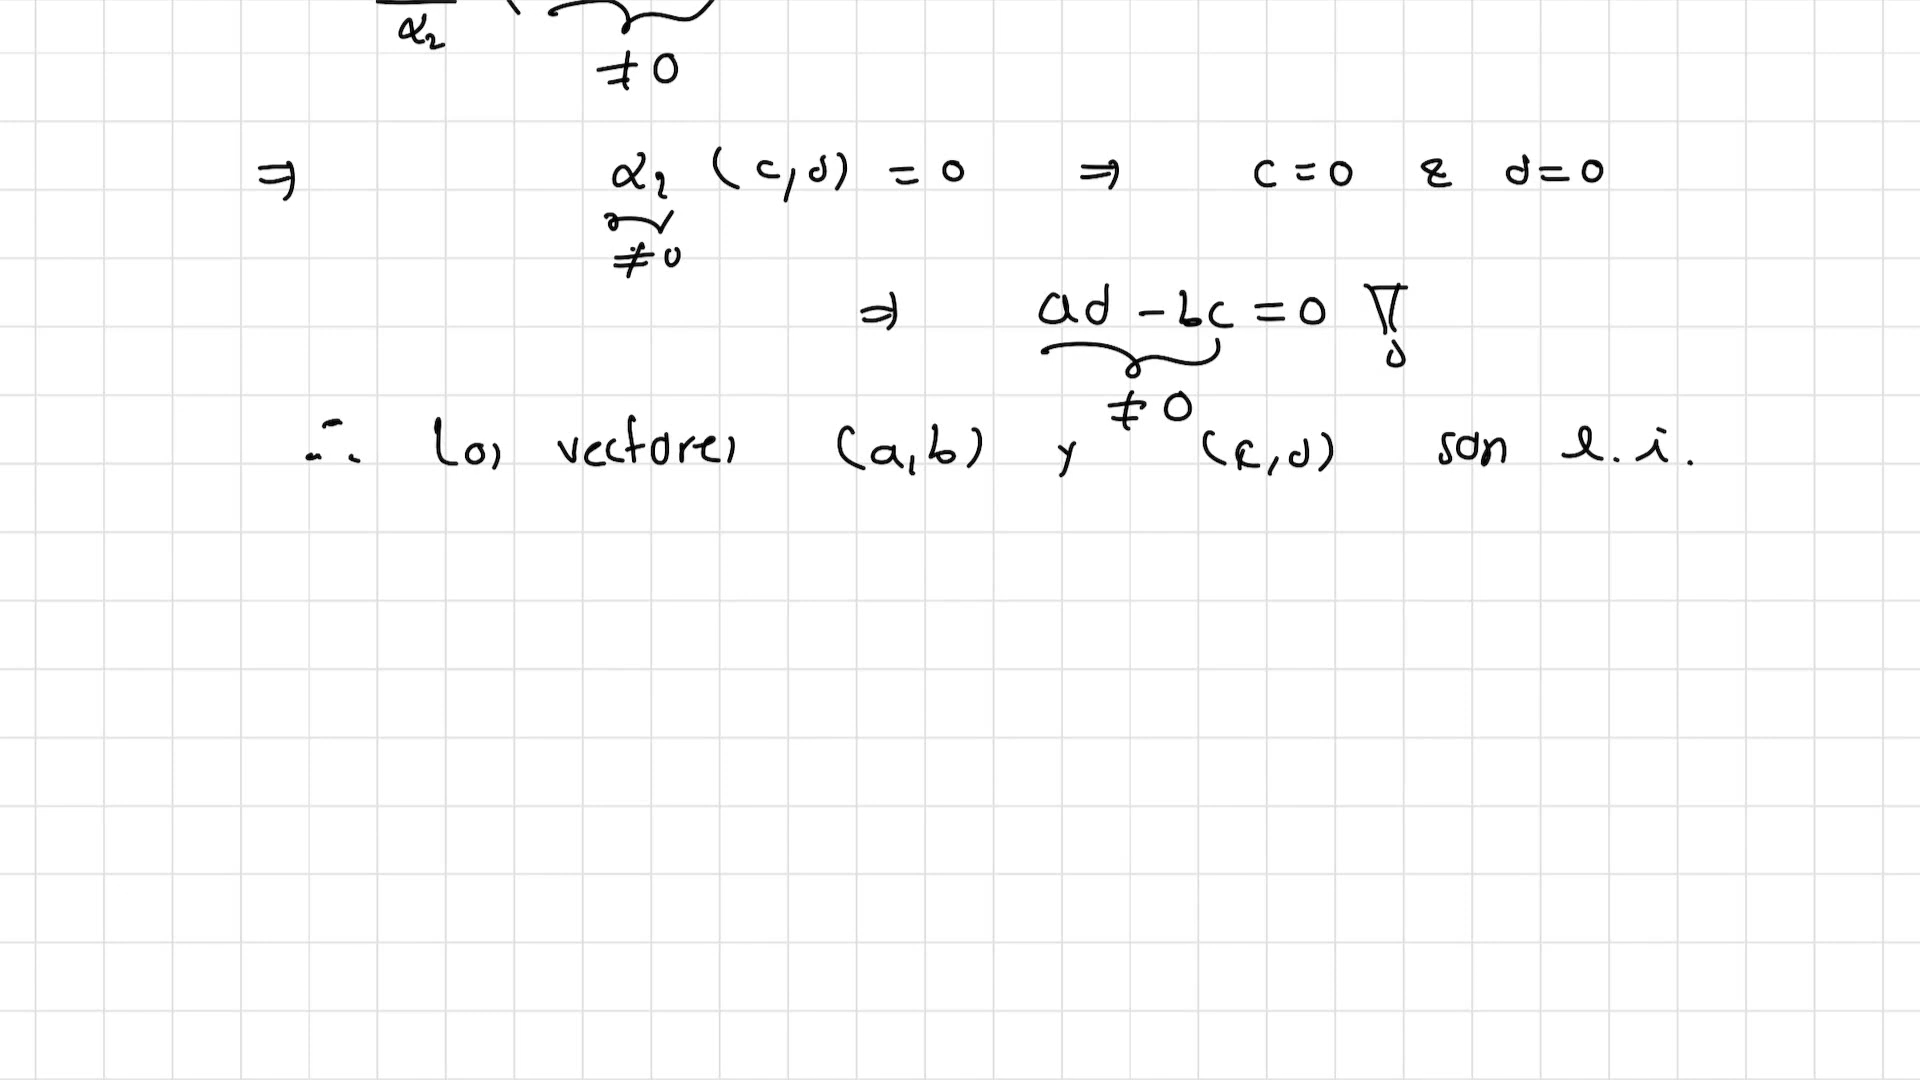 α₂
≠ 0
⇒ α₂ (c,d) = 0 ⇒ c = 0 & d = 0
≠ 0
⇒ ad - bc = 0 ∇̥
≠ 0
∴ Los vectores (a,b) y (c,d) son l.i.